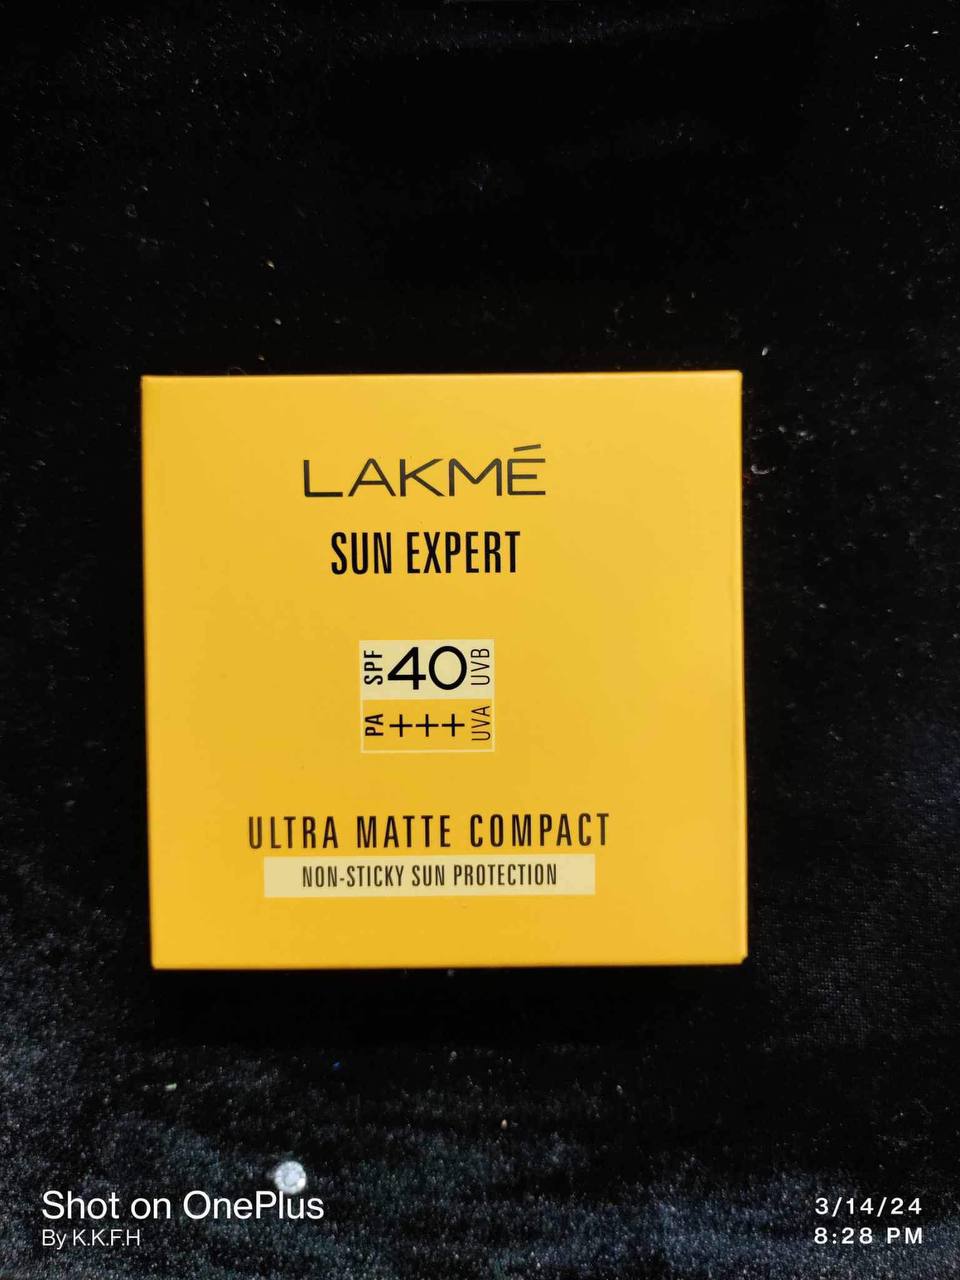 LAKMÉ
SUN EXPERT
SPF 40 UVB
PA +++ UVA
ULTRA MATTE COMPACT
NON-STICKY SUN PROTECTION
Shot on OnePlus
By K.K.F.H
3/14/24
8:28 PM